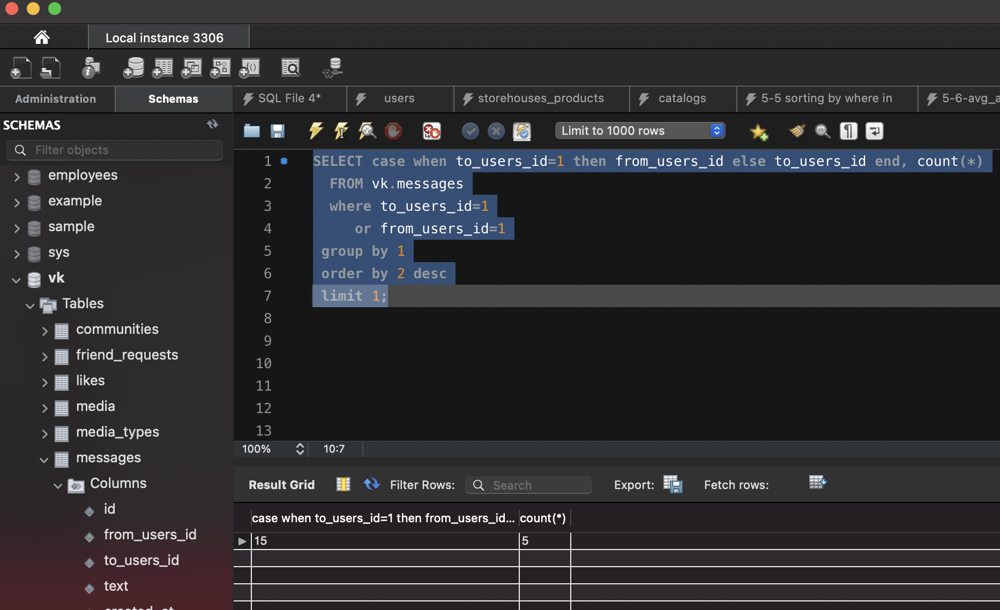 Local instance 3306
Administration
Schemas
SQL File 4*
users
storehouses_products
catalogs
5-5 sorting by where in
5-6-avg_a
SCHEMAS
Filter objects
employees
example
sample
sys
vk
Tables
communities
friend_requests
likes
media
media_types
messages
Columns
id
from_users_id
to_users_id
text
Limit to 1000 rows
1 SELECT case when to_users_id=1 then from_users_id else to_users_id end, count(*)
2 FROM vk.messages
3 where to_users_id=1
4 or from_users_id=1
5 group by 1
6 order by 2 desc
7 limit 1;
8
9
10
11
12
13
100% 10:7
Result Grid Filter Rows: Search Export: Fetch rows:
case when to_users_id=1 then from_users_id... count(*)
15 5